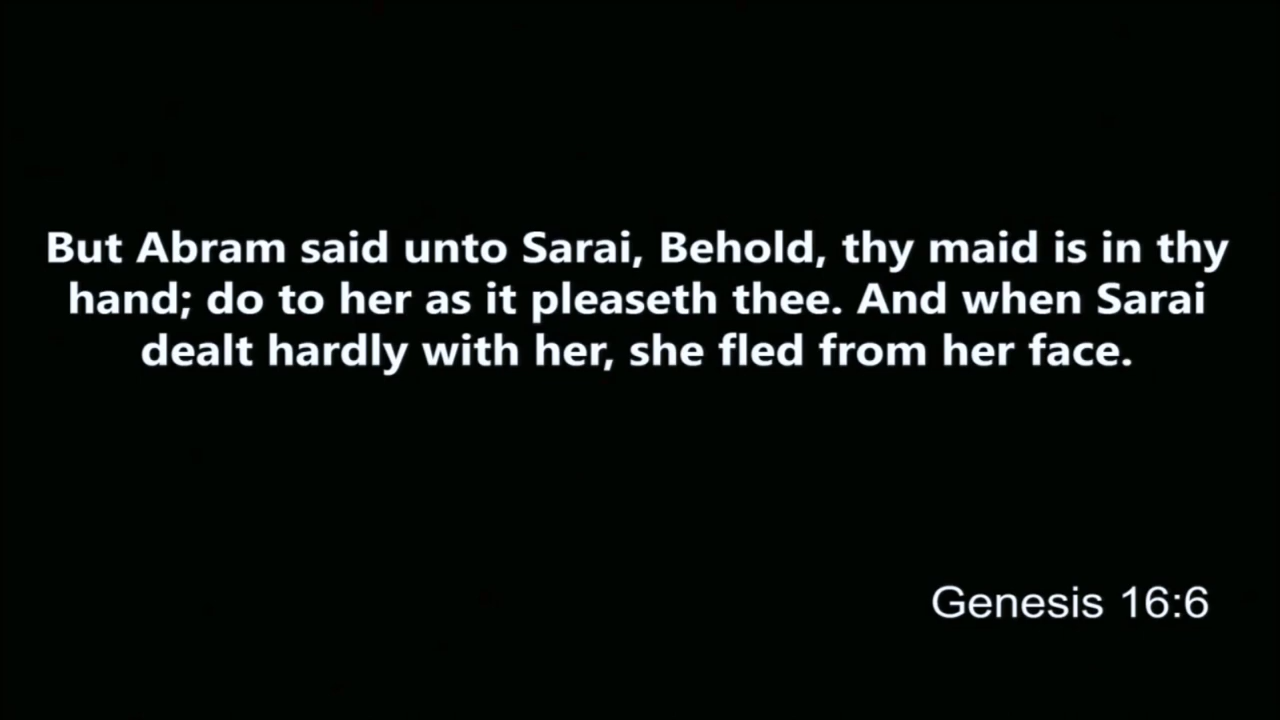 But Abram said unto Sarai, Behold, thy maid is in thy
hand; do to her as it pleaseth thee. And when Sarai
dealt hardly with her, she fled from her face.
Genesis 16:6